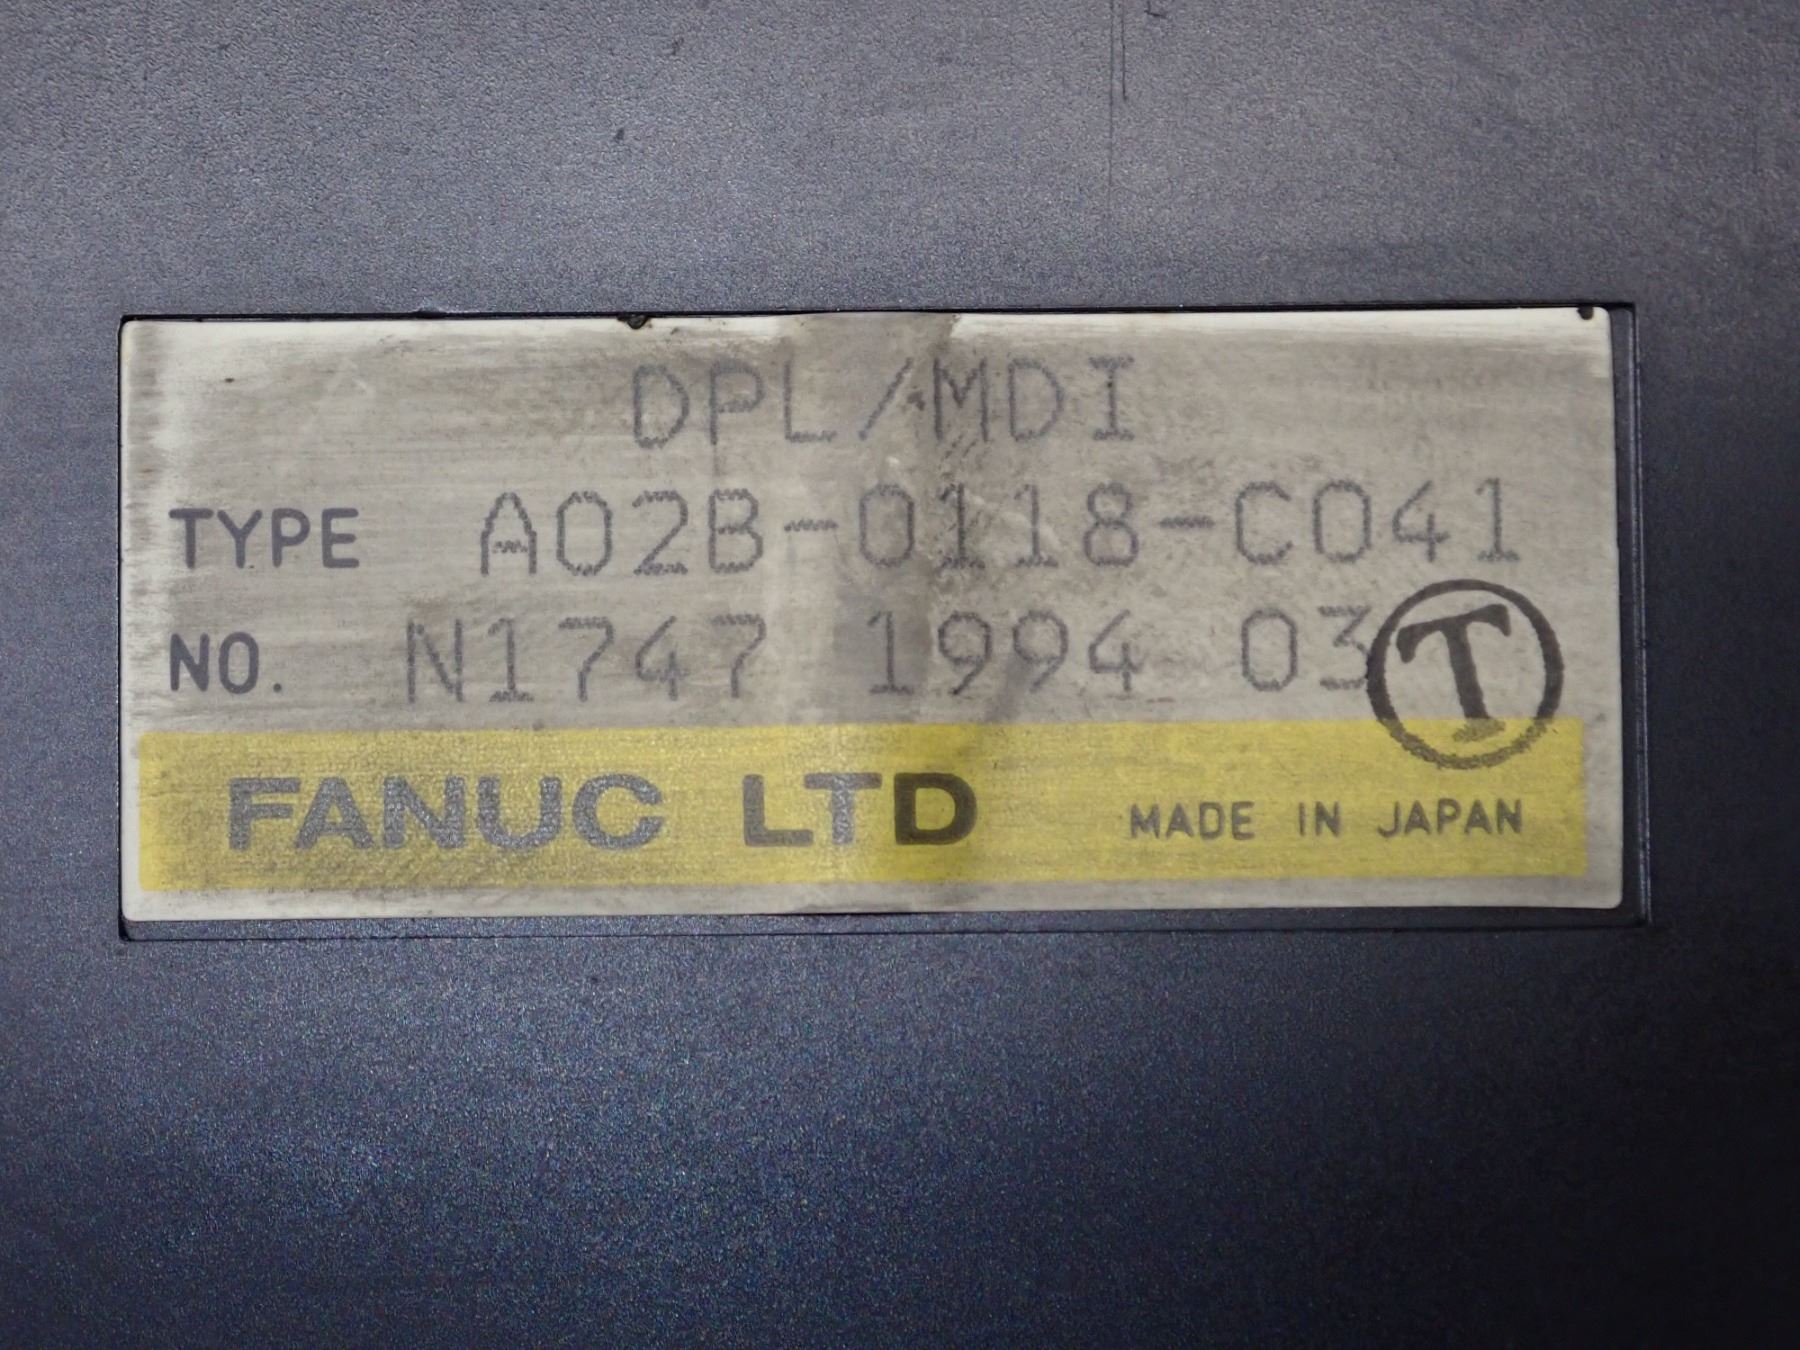 DPL/MDI
TYPE A02B-0118-C041
NO. N1747 1994 03
T
FANUC LTD MADE IN JAPAN